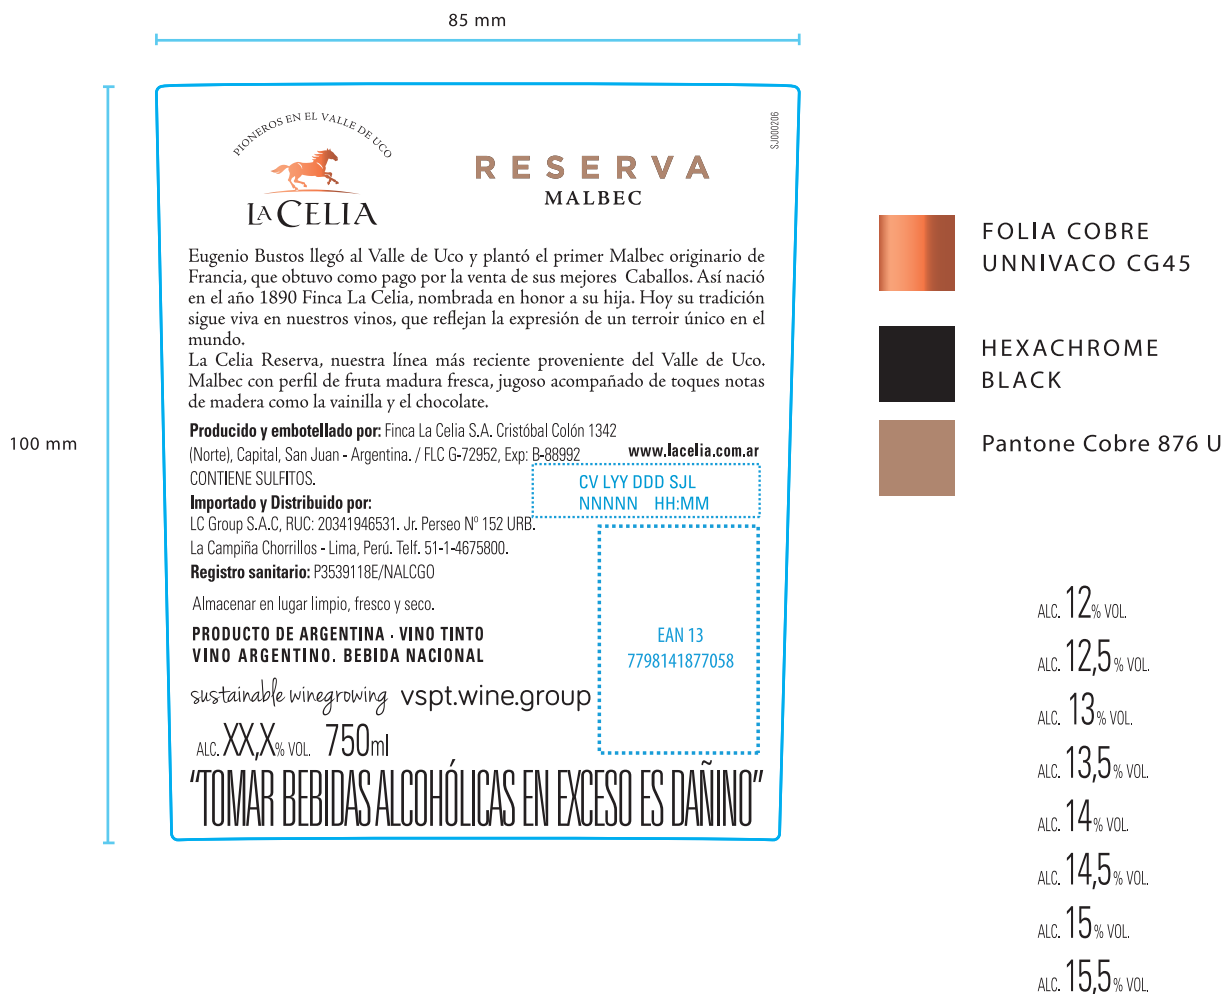 85 mm
100 mm
PIONEROS EN EL VALLE DE UCO
LA CELIA
RESERVA
MALBEC
SJ000206
Eugenio Bustos llegó al Valle de Uco y plantó el primer Malbec originario de
Francia, que obtuvo como pago por la venta de sus mejores Caballos. Así nació
en el año 1890 Finca La Celia, nombrada en honor a su hija. Hoy su tradición
sigue viva en nuestros vinos, que reflejan la expresión de un terroir único en el
mundo.
La Celia Reserva, nuestra línea más reciente proveniente del Valle de Uco.
Malbec con perfil de fruta madura fresca, jugoso acompañado de toques notas
de madera como la vainilla y el chocolate.
Producido y embotellado por: Finca La Celia S.A. Cristóbal Colón 1342
(Norte), Capital, San Juan - Argentina. / FLC G-72952, Exp: B-88992
www.lacelia.com.ar
CONTIENE SULFITOS.
CV LYY DDD SJL
NNNNN HH:MM
Importado y Distribuido por:
LC Group S.A.C, RUC: 20341946531. Jr. Perseo Nº 152 URB.
La Campiña Chorrillos - Lima, Perú. Telf. 51-1-4675800.
Registro sanitario: P3539118E/NALCGO
Almacenar en lugar limpio, fresco y seco.
PRODUCTO DE ARGENTINA · VINO TINTO
VINO ARGENTINO. BEBIDA NACIONAL
EAN 13
7798141877058
sustainable winegrowing vspt.wine.group
ALC. XX,X% VOL. 750ml
“TOMAR BEBIDAS ALCOHÓLICAS EN EXCESO ES DAÑINO”
FOLIA COBRE
UNNIVACO CG45
HEXACHROME
BLACK
Pantone Cobre 876 U
ALC. 12% VOL.
ALC. 12,5% VOL.
ALC. 13% VOL.
ALC. 13,5% VOL.
ALC. 14% VOL.
ALC. 14,5% VOL.
ALC. 15% VOL.
ALC. 15,5% VOL.